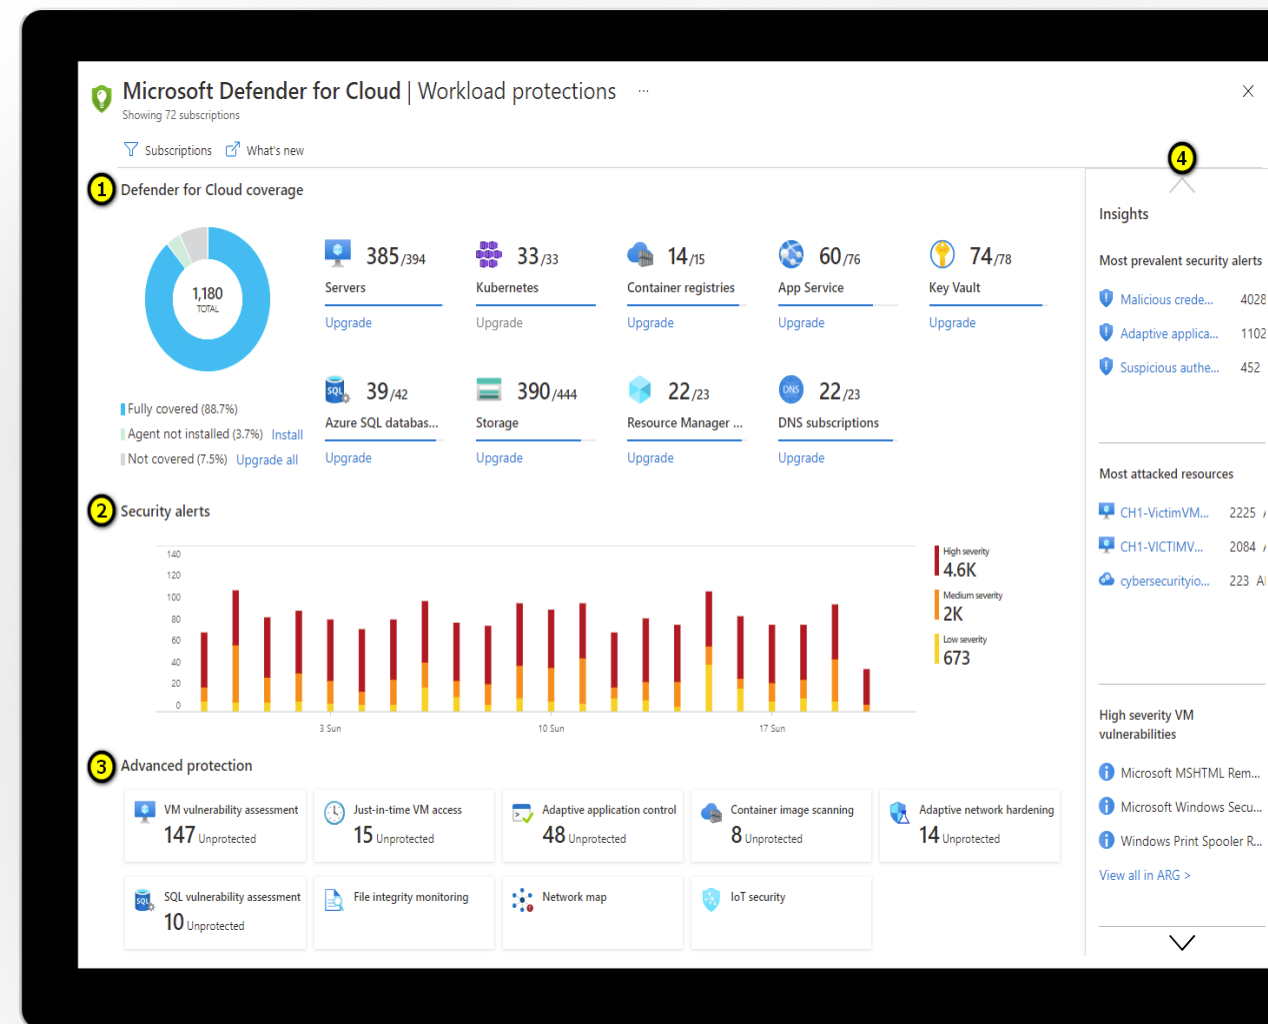 Microsoft Defender for Cloud | Workload protections ...
Showing 72 subscriptions
Subscriptions What's new
1 Defender for Cloud coverage
1,180
TOTAL
Fully covered (88.7%)
Agent not installed (3.7%) Install
Not covered (7.5%) Upgrade all
385/394
Servers
Upgrade
33/33
Kubernetes
Upgrade
14/15
Container registries
Upgrade
60/76
App Service
Upgrade
74/78
Key Vault
Upgrade
SQL
39/42
Azure SQL databas...
Upgrade
390/444
Storage
Upgrade
22/23
Resource Manager ...
Upgrade
DNS
22/23
DNS subscriptions
Upgrade
2 Security alerts
140
120
100
80
60
40
20
0
3 Sun
10 Sun
17 Sun
High severity
4.6K
Medium severity
2K
Low severity
673
3 Advanced protection
VM vulnerability assessment
147 Unprotected
Just-in-time VM access
15 Unprotected
Adaptive application control
48 Unprotected
Container image scanning
8 Unprotected
Adaptive network hardening
14 Unprotected
SQL
SQL vulnerability assessment
10 Unprotected
File integrity monitoring
Network map
IoT security
4
Insights
Most prevalent security alerts
Malicious crede... 4028
Adaptive applica... 1102
Suspicious authe... 452
Most attacked resources
CH1-VictimVM... 2225
CH1-VICTIMV... 2084
cybersecurityio... 223
High severity VM
vulnerabilities
Microsoft MSHTML Rem...
Microsoft Windows Secu...
Windows Print Spooler R...
View all in ARG >